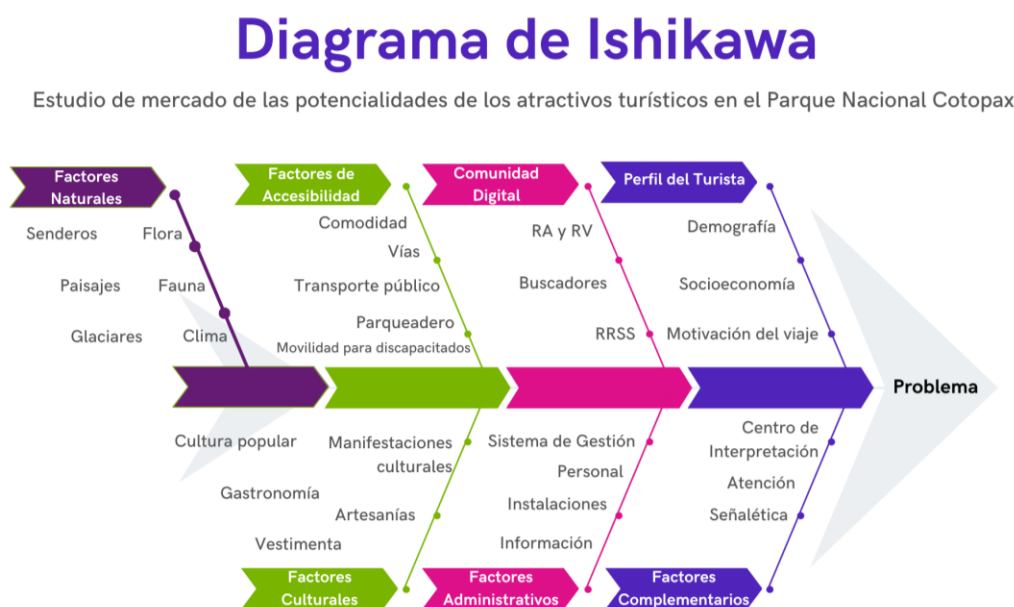 Diagrama de Ishikawa
Estudio de mercado de las potencialidades de los atractivos turísticos en el Parque Nacional Cotopax
Factores
Naturales
Senderos
Flora
Paisajes
Fauna
Glaciares
Clima
Factores de
Accesibilidad
Comodidad
Vías
Transporte público
Parqueadero
Movilidad para discapacitados
Comunidad
Digital
RA y RV
Buscadores
RRSS
Perfil del Turista
Demografía
Socioeconomía
Motivación del viaje
Problema
Cultura popular
Manifestaciones
culturales
Gastronomía
Artesanías
Vestimenta
Factores
Culturales
Sistema de Gestión
Personal
Instalaciones
Información
Factores
Administrativos
Centro de
Interpretación
Atención
Señalética
Factores
Complementarios